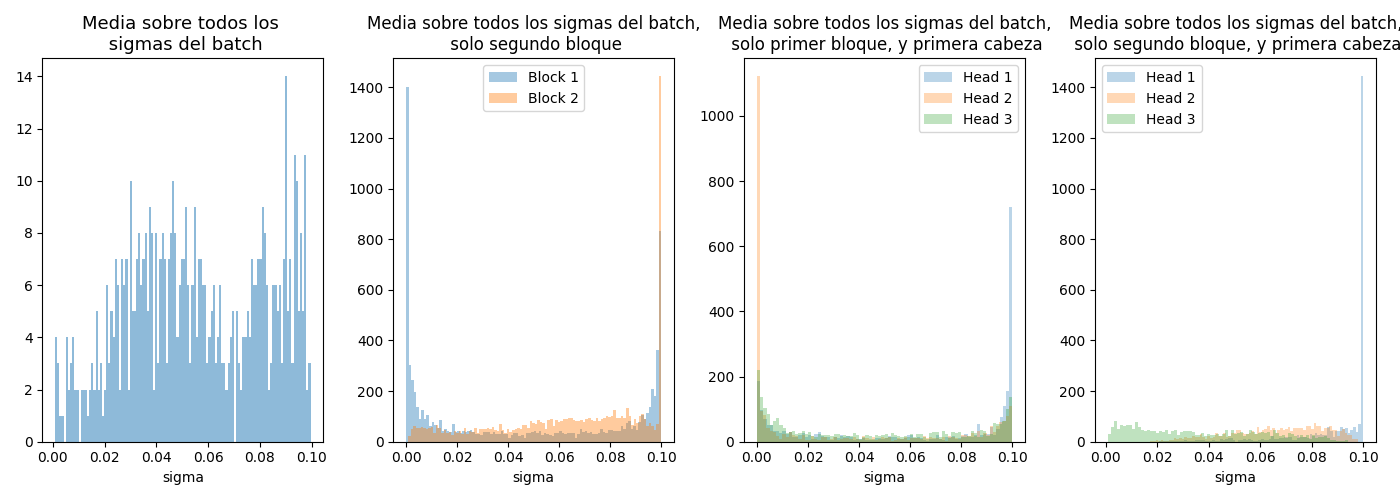 Media sobre todos los
sigmas del batch
14
12
10
8
6
4
2
0
0.00 0.02 0.04 0.06 0.08 0.10
sigma
Media sobre todos los sigmas del batch,
solo segundo bloque
Block 1
Block 2
1400
1200
1000
800
600
400
200
0
0.00 0.02 0.04 0.06 0.08 0.10
sigma
Media sobre todos los sigmas del batch,
solo primer bloque, y primera cabeza
Head 1
Head 2
Head 3
1000
800
600
400
200
0
0.00 0.02 0.04 0.06 0.08 0.10
sigma
Media sobre todos los sigmas del batch,
solo segundo bloque, y primera cabeza
Head 1
Head 2
Head 3
1400
1200
1000
800
600
400
200
0
0.00 0.02 0.04 0.06 0.08 0.10
sigma